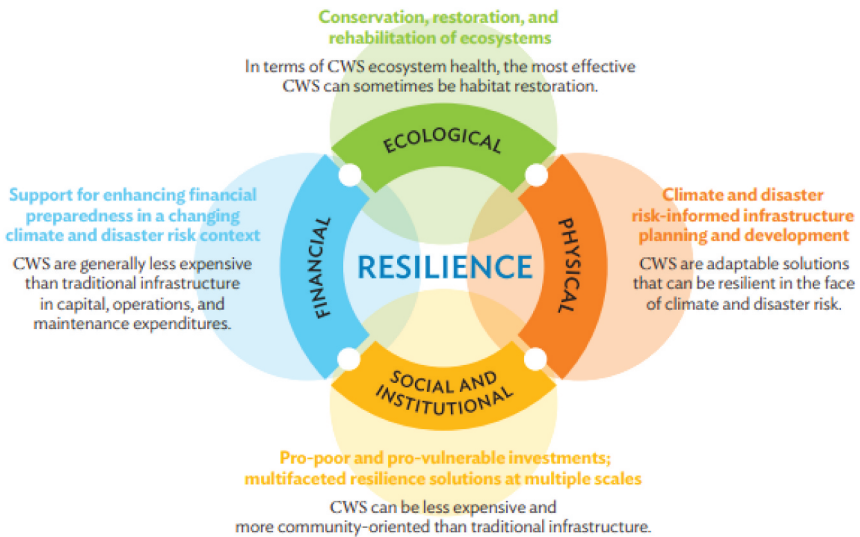 Conservation, restoration, and
rehabilitation of ecosystems
In terms of CWS ecosystem health, the most effective
CWS can sometimes be habitat restoration.
ECOLOGICAL
Support for enhancing financial
preparedness in a changing
climate and disaster risk context
CWS are generally less expensive
than traditional infrastructure
in capital, operations, and
maintenance expenditures.
FINANCIAL
RESILIENCE
PHYSICAL
Climate and disaster
risk-informed infrastructure
planning and development
CWS are adaptable solutions
that can be resilient in the face
of climate and disaster risk.
SOCIAL AND
INSTITUTIONAL
Pro-poor and pro-vulnerable investments;
multifaceted resilience solutions at multiple scales
CWS can be less expensive and
more community-oriented than traditional infrastructure.